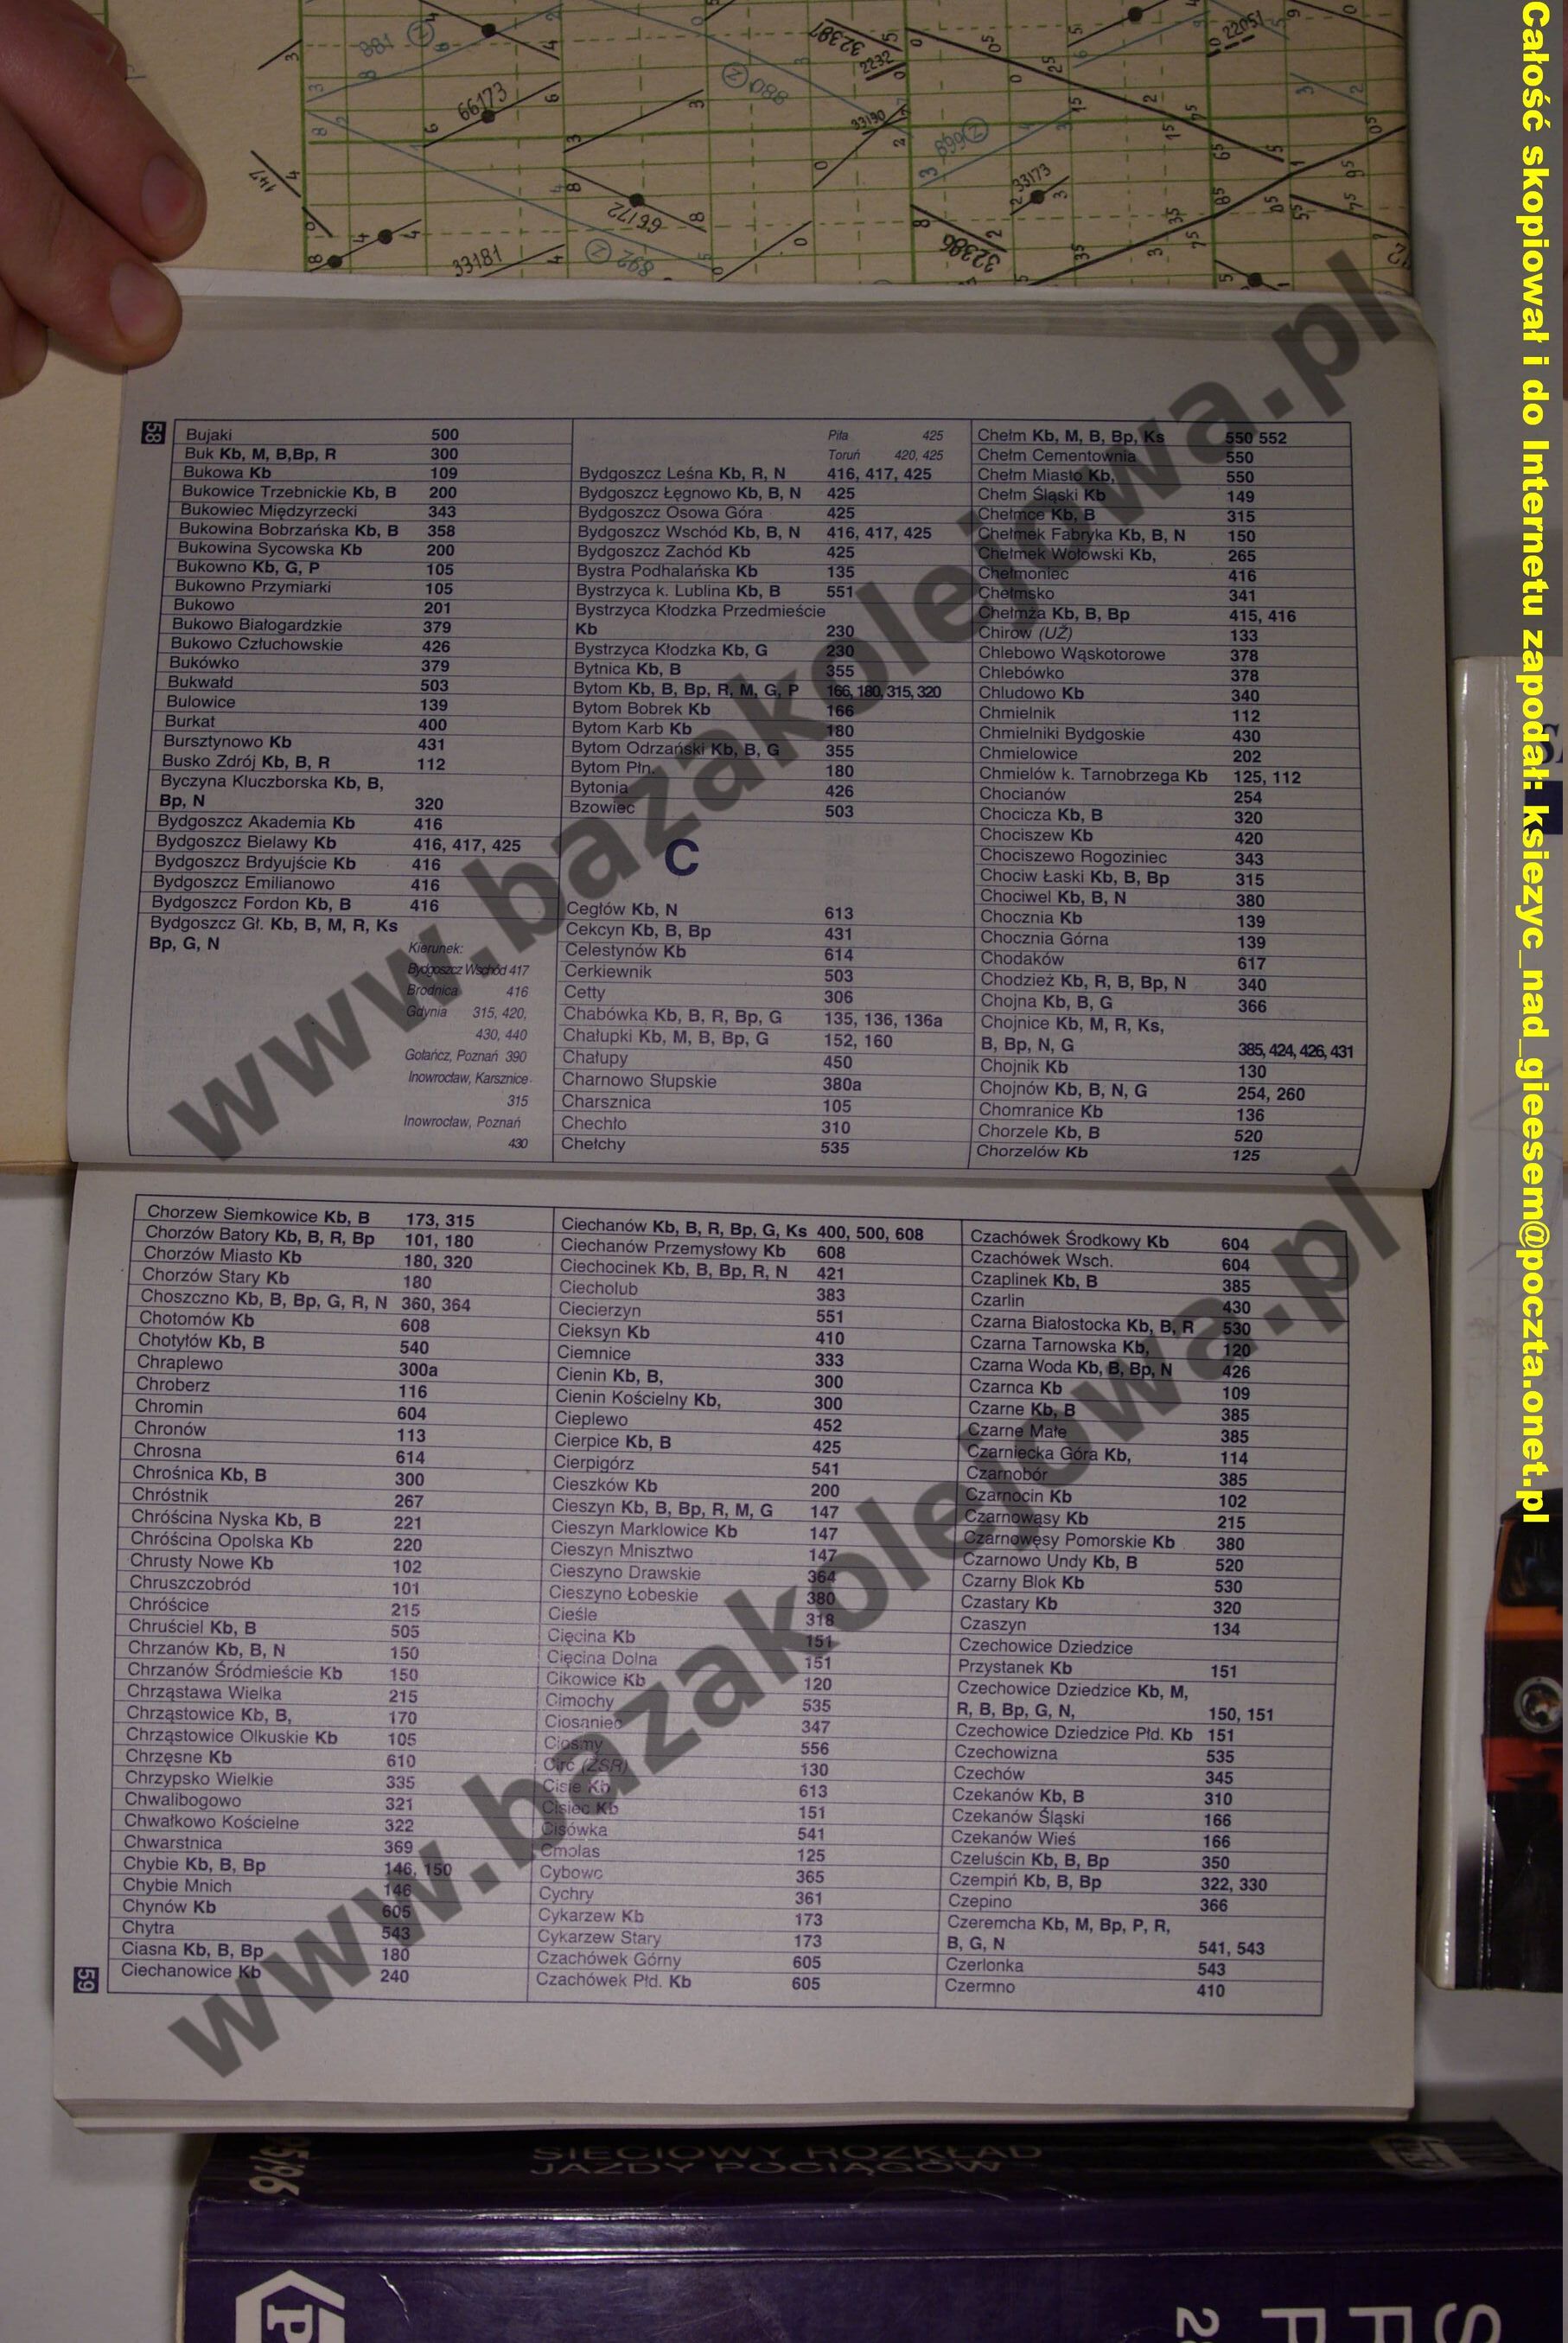 881
Z
66173
6
6
3
3
8
2
147
4
4
4
8
33181
4
892
Z
66172
8
8
880
Z
32387
2232
33190
899
Z
33173
32386
22051
58
Bujaki 500
Buk Kb, M, B,Bp, R 300
Bukowa Kb 109
Bukowice Trzebnickie Kb, B 200
Bukowiec Międzyrzecki 343
Bukowina Bobrzańska Kb, B 358
Bukowina Sycowska Kb 200
Bukowno Kb, G, P 105
Bukowno Przymiarki 105
Bukowo 201
Bukowo Białogardzkie 379
Bukowo Człuchowskie 426
Bukówko 379
Bukwałd 503
Bulowice 139
Burkat 400
Bursztynowo Kb 431
Busko Zdrój Kb, B, R 112
Byczyna Kluczborska Kb, B,
Bp, N 320
Bydgoszcz Akademia Kb 416
Bydgoszcz Bielawy Kb 416, 417, 425
Bydgoszcz Brdyujście Kb 416
Bydgoszcz Emilianowo 416
Bydgoszcz Fordon Kb, B 416
Bydgoszcz Gł. Kb, B, M, R, Ks
Bp, G, N
Kierunek:
Bydgoszcz Wschód 417
Brodnica 416
Gdynia 315, 420,
430, 440
Gołańcz, Poznań 390
Inowrocław, Karsznice
315
Inowrocław, Poznań
430
Piła 425
Toruń 420, 425
Bydgoszcz Leśna Kb, R, N 416, 417, 425
Bydgoszcz Łęgnowo Kb, B, N 425
Bydgoszcz Osowa Góra 425
Bydgoszcz Wschód Kb, B, N 416, 417, 425
Bydgoszcz Zachód Kb 425
Bystra Podhalańska Kb 135
Bystrzyca k. Lublina Kb, B 551
Bystrzyca Kłodzka Przedmieście
Kb 230
Bystrzyca Kłodzka Kb, G 230
Bytnica Kb, B 355
Bytom Kb, B, Bp, R, M, G, P 166, 180, 315, 320
Bytom Bobrek Kb 166
Bytom Karb Kb 180
Bytom Odrzański Kb, B, G 355
Bytom Płn. 180
Bytonia 426
Bzowiec 503
C
Cegłów Kb, N 613
Cekcyn Kb, B, Bp 431
Celestynów Kb 614
Cerkiewnik 503
Cetty 306
Chabówka Kb, B, R, Bp, G 135, 136, 136a
Chałupki Kb, M, B, Bp, G 152, 160
Chałupy 450
Charnowo Słupskie 380a
Charsznica 105
Chechło 310
Chełchy 535
Chełm Kb, M, B, Bp, Ks 550 552
Chełm Cementownia 550
Chełm Miasto Kb, 550
Chełm Śląski Kb 149
Chełmce Kb, B 315
Chełmek Fabryka Kb, B, N 150
Chełmek Wołowski Kb, 265
Chełmoniec 416
Chełmsko 341
Chełmża Kb, B, Bp 415, 416
Chirów (UŻ) 133
Chlebowo Wąskotorowe 378
Chlebówko 378
Chludowo Kb 340
Chmielnik 112
Chmielniki Bydgoskie 430
Chmielowice 202
Chmielów k. Tarnobrzega Kb 125, 112
Chocianów 254
Chocicza Kb, B 320
Chociszew Kb 420
Chociszewo Rogoziniec 343
Chociw Łaski Kb, B, Bp 315
Chociwel Kb, B, N 380
Chocznia Kb 139
Chocznia Górna 139
Chodaków 617
Chodzież Kb, R, B, Bp, N 340
Chojna Kb, B, G 366
Chojnice Kb, M, R, Ks,
B, Bp, N, G 385, 424, 426, 431
Chojnik Kb 130
Chojnów Kb, B, N, G 254, 260
Chomranice Kb 136
Chorzele Kb, B 520
Chorzelów Kb 125
Chorzew Siemkowice Kb, B 173, 315
Chorzów Batory Kb, B, R, Bp 101, 180
Chorzów Miasto Kb 180, 320
Chorzów Stary Kb 180
Choszczno Kb, B, Bp, G, R, N 360, 364
Chotomów Kb 608
Chotyłów Kb, B 540
Chraplewo 300a
Chroberz 116
Chromin 604
Chronów 113
Chrosna 614
Chrośnica Kb, B 300
Chróstnik 267
Chróścina Nyska Kb, B 221
Chróścina Opolska Kb 220
Chrusty Nowe Kb 102
Chruszczobród 101
Chróścice 215
Chruściel Kb, B 505
Chrzanów Kb, B, N 150
Chrzanów Śródmieście Kb 150
Chrząstawa Wielka 215
Chrząstowice Kb, B, 170
Chrząstowice Olkuskie Kb 105
Chrzęsne Kb 610
Chrzypsko Wielkie 335
Chwalibogowo 321
Chwałkowo Kościelne 322
Chwarstnica 369
Chybie Kb, B, Bp 146, 150
Chybie Mnich 146
Chynów Kb 605
Chytra 543
Ciasna Kb, B, Bp 180
Ciechanowice Kb 240
Ciechanów Kb, B, R, Bp, G, Ks 400, 500, 608
Ciechanów Przemysłowy Kb 608
Ciechocinek Kb, B, Bp, R, N 421
Ciecholub 383
Ciecierzyn 551
Cieksyn Kb 410
Ciemnice 333
Cienin Kb, B, 300
Cienin Kościelny Kb, 300
Cieplewo 452
Cierpice Kb, B 425
Cierpigórz 541
Cieszków Kb 200
Cieszyn Kb, B, Bp, R, M, G 147
Cieszyn Marklowice Kb 147
Cieszyn Mnisztwo 147
Cieszyno Drawskie 364
Cieszyno Łobeskie 380
Cieśle 318
Cięcina Kb 151
Cięcina Dolna 151
Cikowice Kb 120
Cimochy 535
Ciosaniec 347
Ciosmy 556
Circ (ZSR) 130
Cisie Kb 613
Cisiec Kb 151
Cisówka 541
Cmolas 125
Cybowo 365
Cychry 361
Cykarzew Kb 173
Cykarzew Stary 173
Czachówek Górny 605
Czachówek Płd. Kb 605
Czachówek Środkowy Kb 604
Czachówek Wsch. 604
Czaplinek Kb, B 385
Czarlin 430
Czarna Białostocka Kb, B, R 530
Czarna Tarnowska Kb, 120
Czarna Woda Kb, B, Bp, N 426
Czarnca Kb 109
Czarne Kb, B 385
Czarne Małe 385
Czarniecka Góra Kb, 114
Czarnobór 385
Czarnocin Kb 102
Czarnowąsy Kb 215
Czarnowęsy Pomorskie Kb 380
Czarnowo Undy Kb, B 520
Czarny Blok Kb 530
Czastary Kb 320
Czaszyn 134
Czechowice Dziedzice
Przystanek Kb 151
Czechowice Dziedzice Kb, M,
R, B, Bp, G, N, 150, 151
Czechowice Dziedzice Płd. Kb 151
Czechowizna 535
Czechów 345
Czekanów Kb, B 310
Czekanów Śląski 166
Czekanów Wieś 166
Czeluścin Kb, B, Bp 350
Czempiń Kb, B, Bp 322, 330
Czepino 366
Czeremcha Kb, M, Bp, P, R,
B, G, N 541, 543
Czerlonka 543
Czermno 410
59
www.bazakolejowa.pl
www.bazakolejowa.pl
Całość skopiował i do Internetu zapodał: ksiezyc_nad_gieesem@poczta.onet.pl
95/96
SIECIOWY ROZKŁAD
JAZDY POCIĄGÓW
P